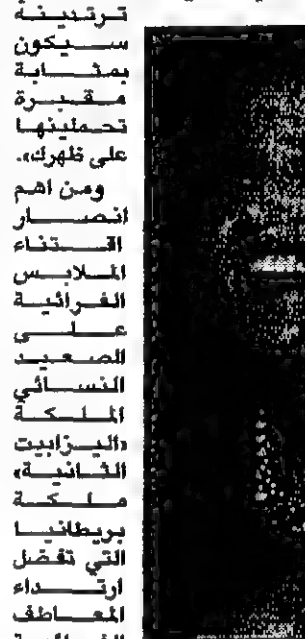 ترتدينه
سيكون
بمثابة
مقبرة
تحملينها
على ظهرك».
ومن اهم
انصار
اقتناء
الملابس
الفرائية
على
الصعيد
النسائي
الملكة
«اليزابيت
الثانية»
ملكة
بريطانيا
التي تفضل
ارتداء
المعاطف